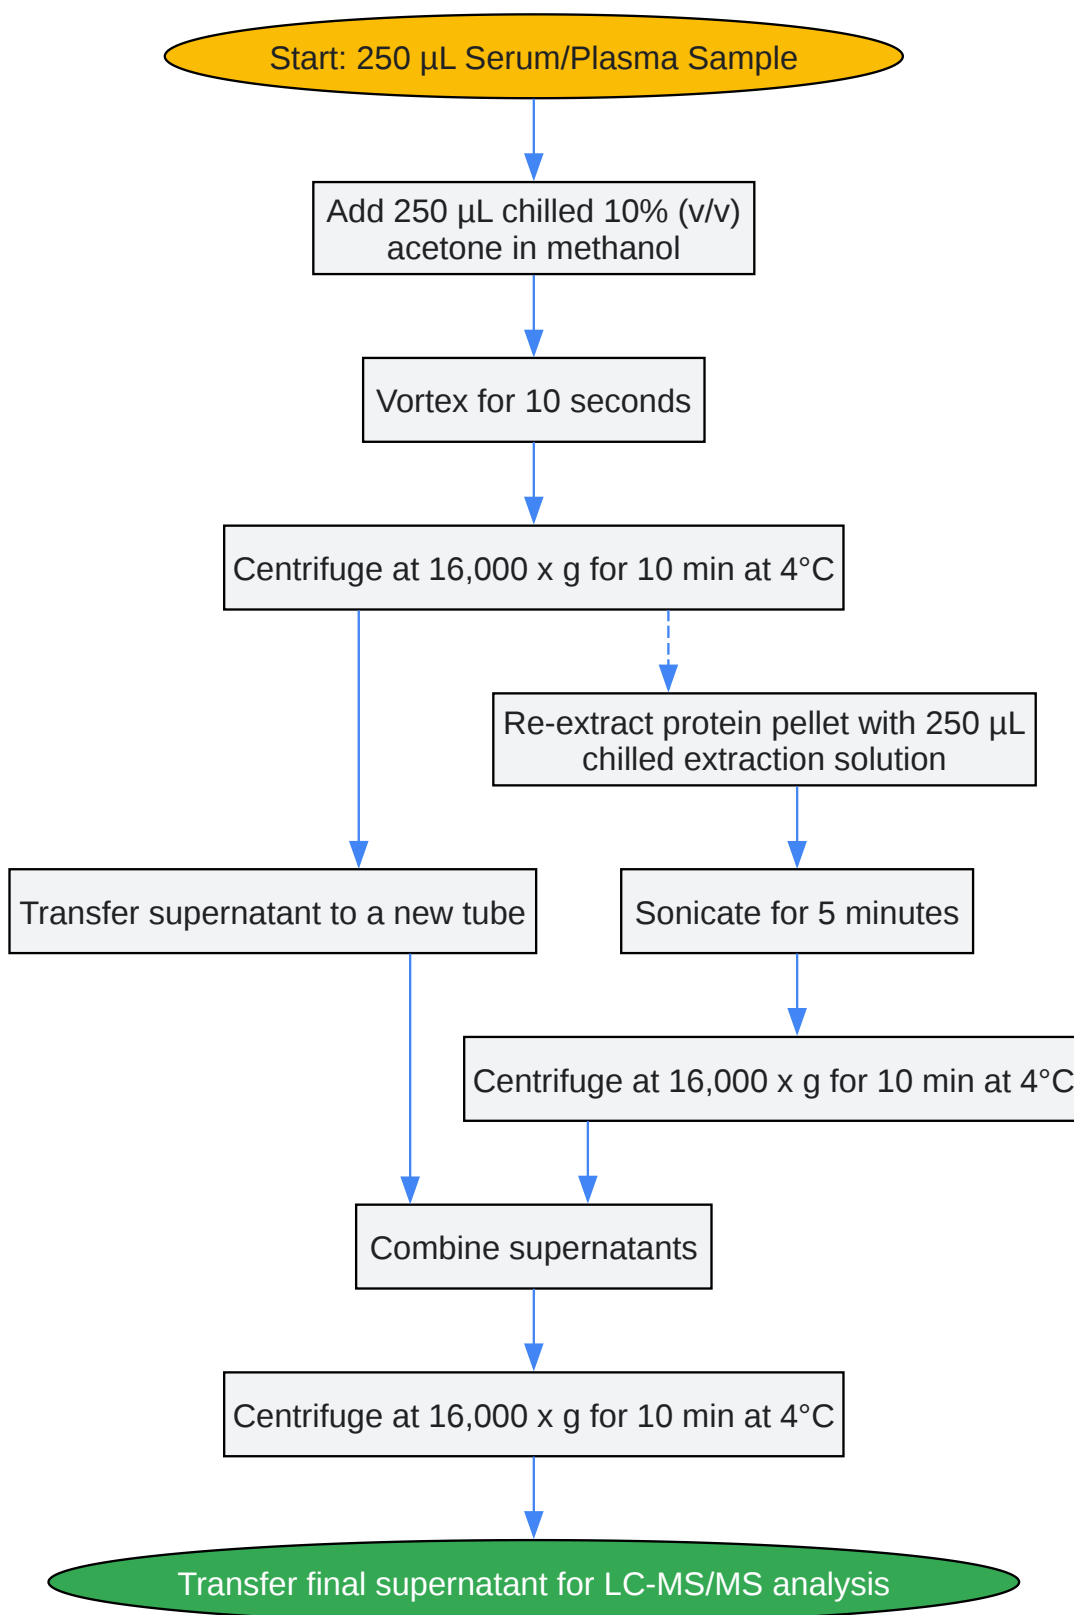 Start: 250 µL Serum/Plasma Sample
Add 250 µL chilled 10% (v/v)
acetone in methanol
Vortex for 10 seconds
Centrifuge at 16,000 x g for 10 min at 4°C
Re-extract protein pellet with 250 µL
chilled extraction solution
Transfer supernatant to a new tube
Sonicate for 5 minutes
Centrifuge at 16,000 x g for 10 min at 4°C
Combine supernatants
Centrifuge at 16,000 x g for 10 min at 4°C
Transfer final supernatant for LC-MS/MS analysis